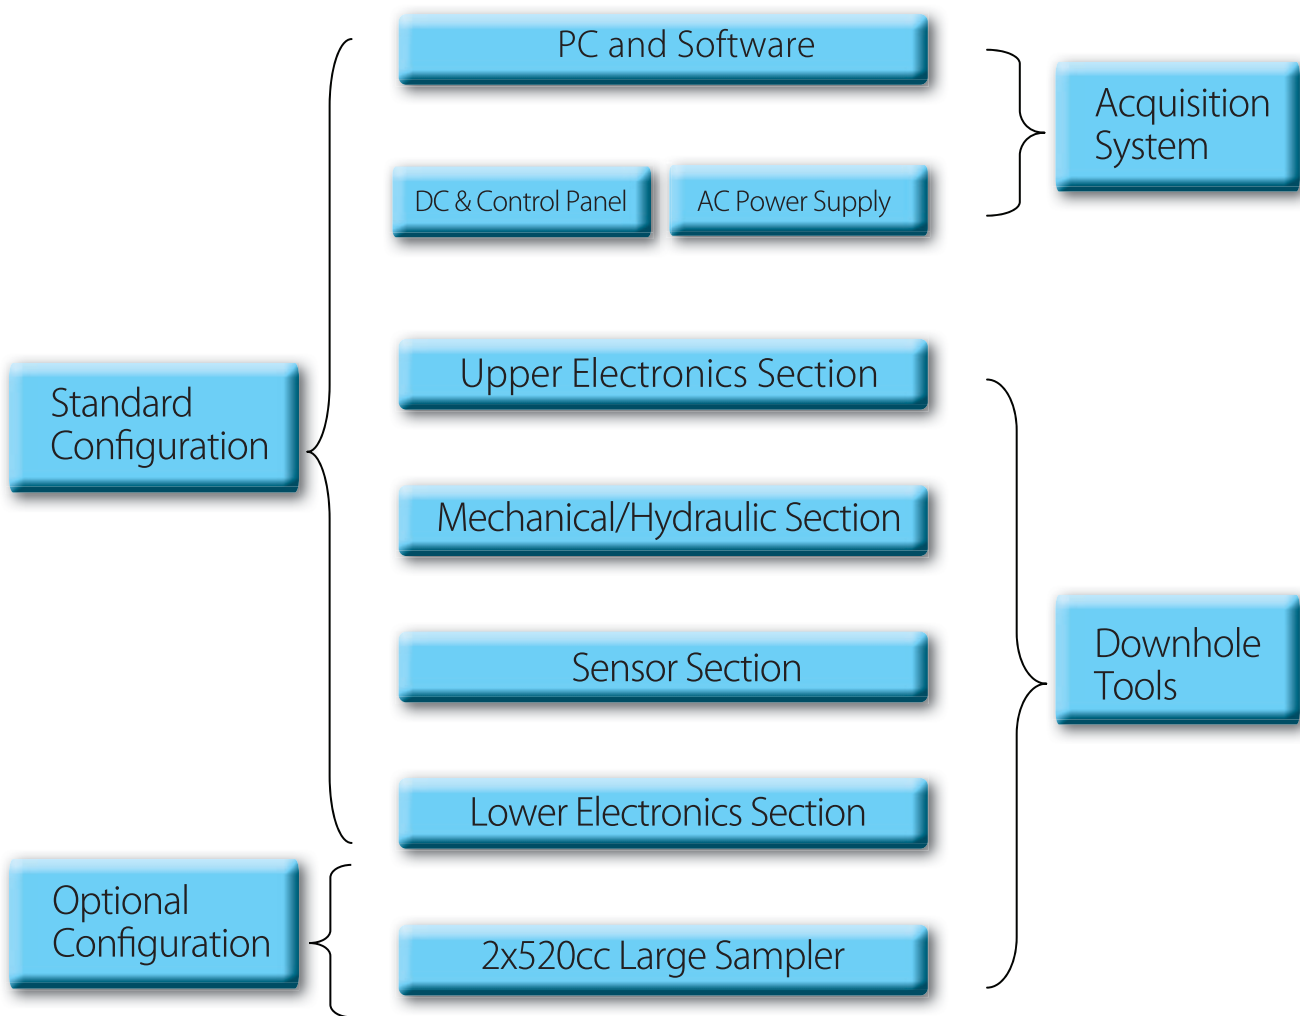 PC and Software
Acquisition
System
DC & Control Panel
AC Power Supply
Upper Electronics Section
Standard
Configuration
Mechanical/Hydraulic Section
Sensor Section
Downhole
Tools
Lower Electronics Section
Optional
Configuration
2x520cc Large Sampler